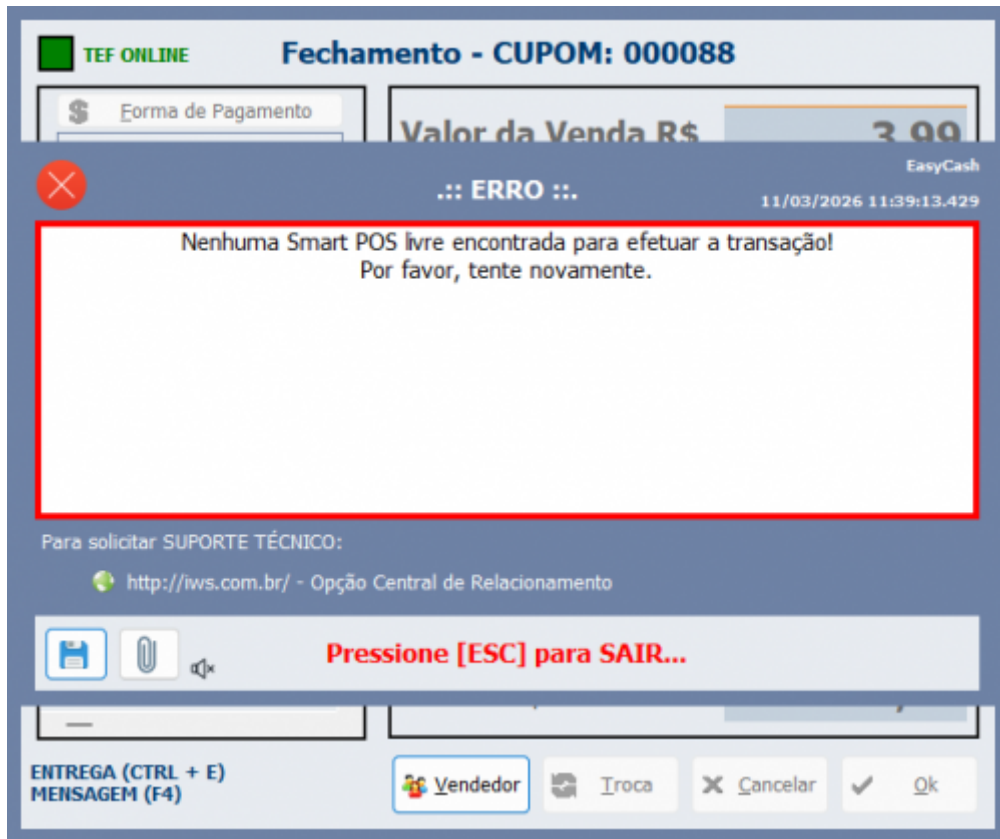 TEF ONLINE
Fechamento - CUPOM: 000088
Forma de Pagamento
Valor da Venda R$
3,99
EasyCash
.:: ERRO ::.
11/03/2026 11:39:13.429
Nenhuma Smart POS livre encontrada para efetuar a transação!
Por favor, tente novamente.
Para solicitar SUPORTE TÉCNICO:
http://iws.com.br/ - Opção Central de Relacionamento
Pressione [ESC] para SAIR...
ENTREGA (CTRL + E)
MENSAGEM (F4)
Vendedor
Troca
Cancelar
Ok